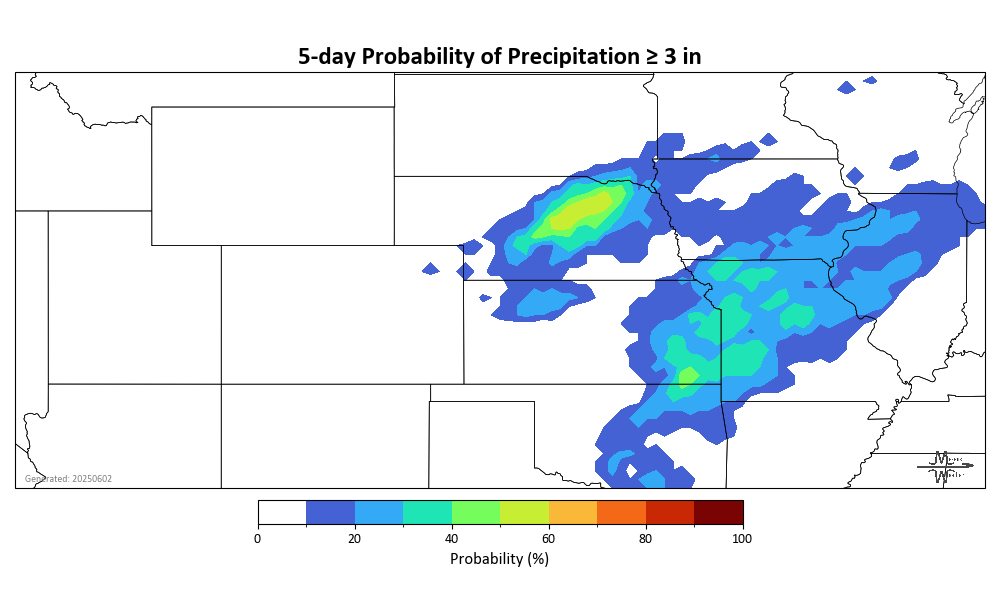 5-day Probability of Precipitation ≥ 3 in
Generated: 20250602
0 20 40 60 80 100
Probability (%)